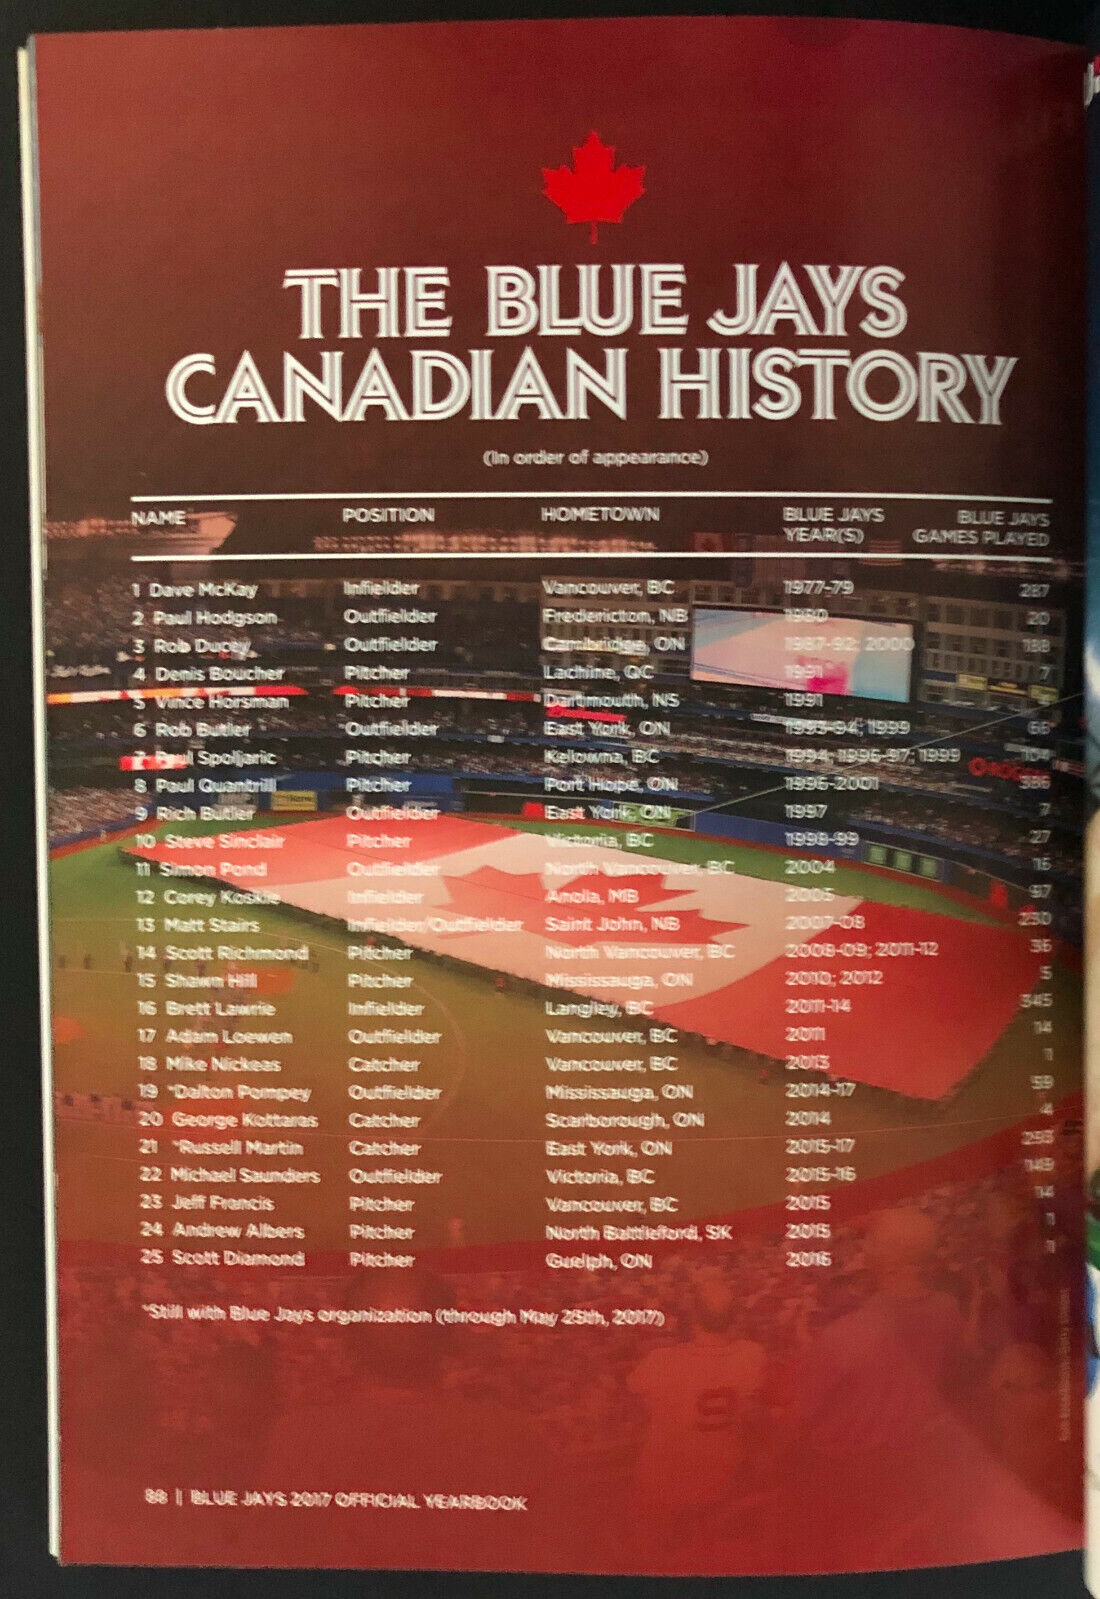 THE BLUE JAYS
CANADIAN HISTORY
(In order of appearance)
NAME POSITION HOMETOWN BLUE JAYS YEAR(S) BLUE JAYS GAMES PLAYED
1 Dave McKay Infielder Vancouver, BC 1977-79 287
2 Paul Hodgson Outfielder Fredericton, NB 1980 20
3 Rob Ducey Outfielder Cambridge, ON 1987-92; 2000 188
4 Denis Boucher Pitcher Lachine, QC 1991 7
5 Vince Horsman Pitcher Dartmouth, NS 1991
6 Rob Butler Outfielder East York, ON 1993-94; 1999
7 Paul Spoljaric Pitcher Kelowna, BC 1994; 1996-97; 1999 104
8 Paul Quantrill Pitcher Port Hope, ON 1996-2001 386
9 Rich Butler Outfielder East York, ON 1997 7
10 Steve Sinclair Pitcher Victoria, BC 1998-99 27
11 Simon Pond Outfielder North Vancouver, BC 2004 16
12 Corey Koskie Infielder Anola, MB 2005 97
13 Matt Stairs Infielder/Outfielder Saint John, NB 2007-08 230
14 Scott Richmond Pitcher North Vancouver, BC 2008-09; 2011-12 36
15 Shawn Hill Pitcher Mississauga, ON 2010; 2012 5
16 Brett Lawrie Infielder Langley, BC 2011-14 345
17 Adam Loewen Outfielder Vancouver, BC 2011 14
18 Mike Nickeas Catcher Vancouver, BC 2013 1
19 *Dalton Pompey Outfielder Mississauga, ON 2014-17 59
20 George Kottaras Catcher Scarborough, ON 2014 4
21 *Russell Martin Catcher East York, ON 2015-17 293
22 Michael Saunders Outfielder Victoria, BC 2015-16 149
23 Jeff Francis Pitcher Vancouver, BC 2015 14
24 Andrew Albers Pitcher North Battleford, SK 2015 1
25 Scott Diamond Pitcher Guelph, ON 2016 1
*Still with Blue Jays organization (through May 25th, 2017)
88 | BLUE JAYS 2017 OFFICIAL YEARBOOK